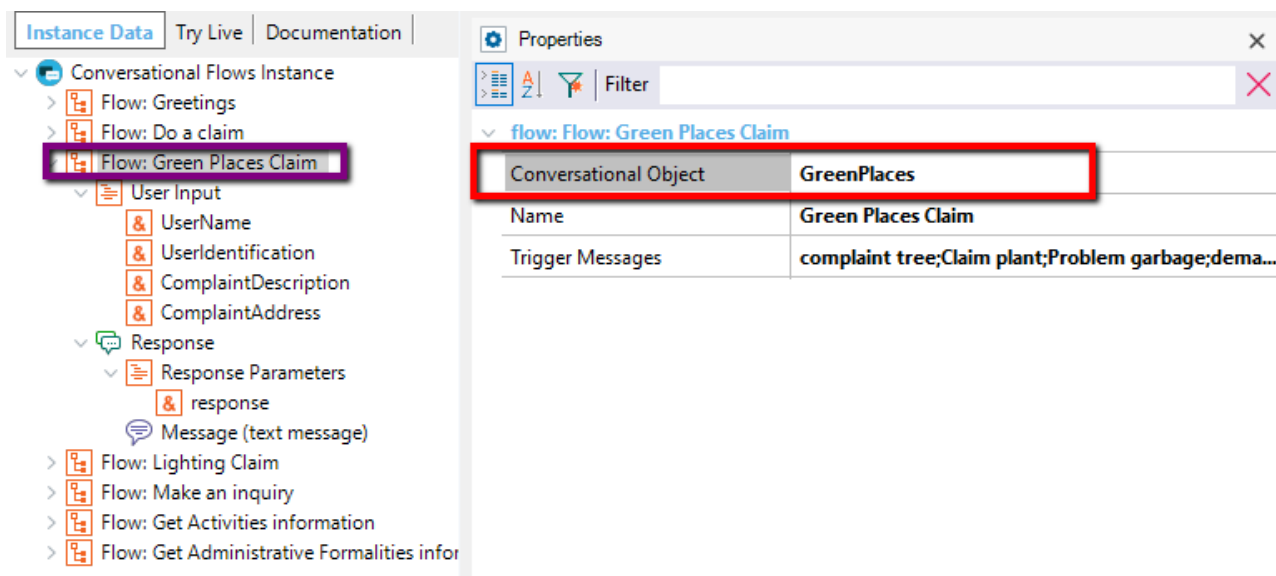 Instance Data Try Live Documentation
Conversational Flows Instance
Flow: Greetings
Flow: Do a claim
Flow: Green Places Claim
User Input
& UserName
& UserIdentification
& ComplaintDescription
& ComplaintAddress
Response
Response Parameters
& response
Message (text message)
Flow: Lighting Claim
Flow: Make an inquiry
Flow: Get Activities information
Flow: Get Administrative Formalities infor
Properties
A Z Filter
flow: Flow: Green Places Claim
Conversational Object GreenPlaces
Name Green Places Claim
Trigger Messages complaint tree;Claim plant;Problem garbage;dema...